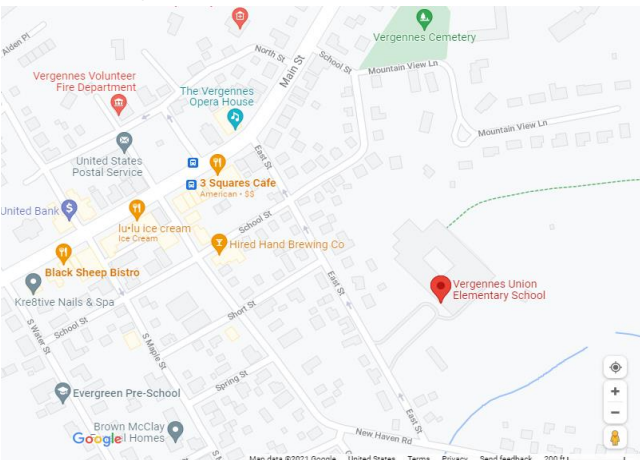 Alden Pl
North St
Main St
School St
Vergennes Cemetery
Mountain View Ln
Vergennes Volunteer
Fire Department
The Vergennes
Opera House
Mountain View Ln
United States
Postal Service
East St
3 Squares Cafe
American • $$
United Bank
lu•lu ice cream
Ice Cream
School St
Hired Hand Brewing Co
Black Sheep Bistro
Kre8tive Nails & Spa
East St
Vergennes Union
Elementary School
Short St
School St
S Water St
S Maple St
Spring St
Evergreen Pre-School
East St
Brown McClay
Homes
Google
New Haven Rd
Map data ©2021 Google United States Terms Privacy Send feedback 200 ft